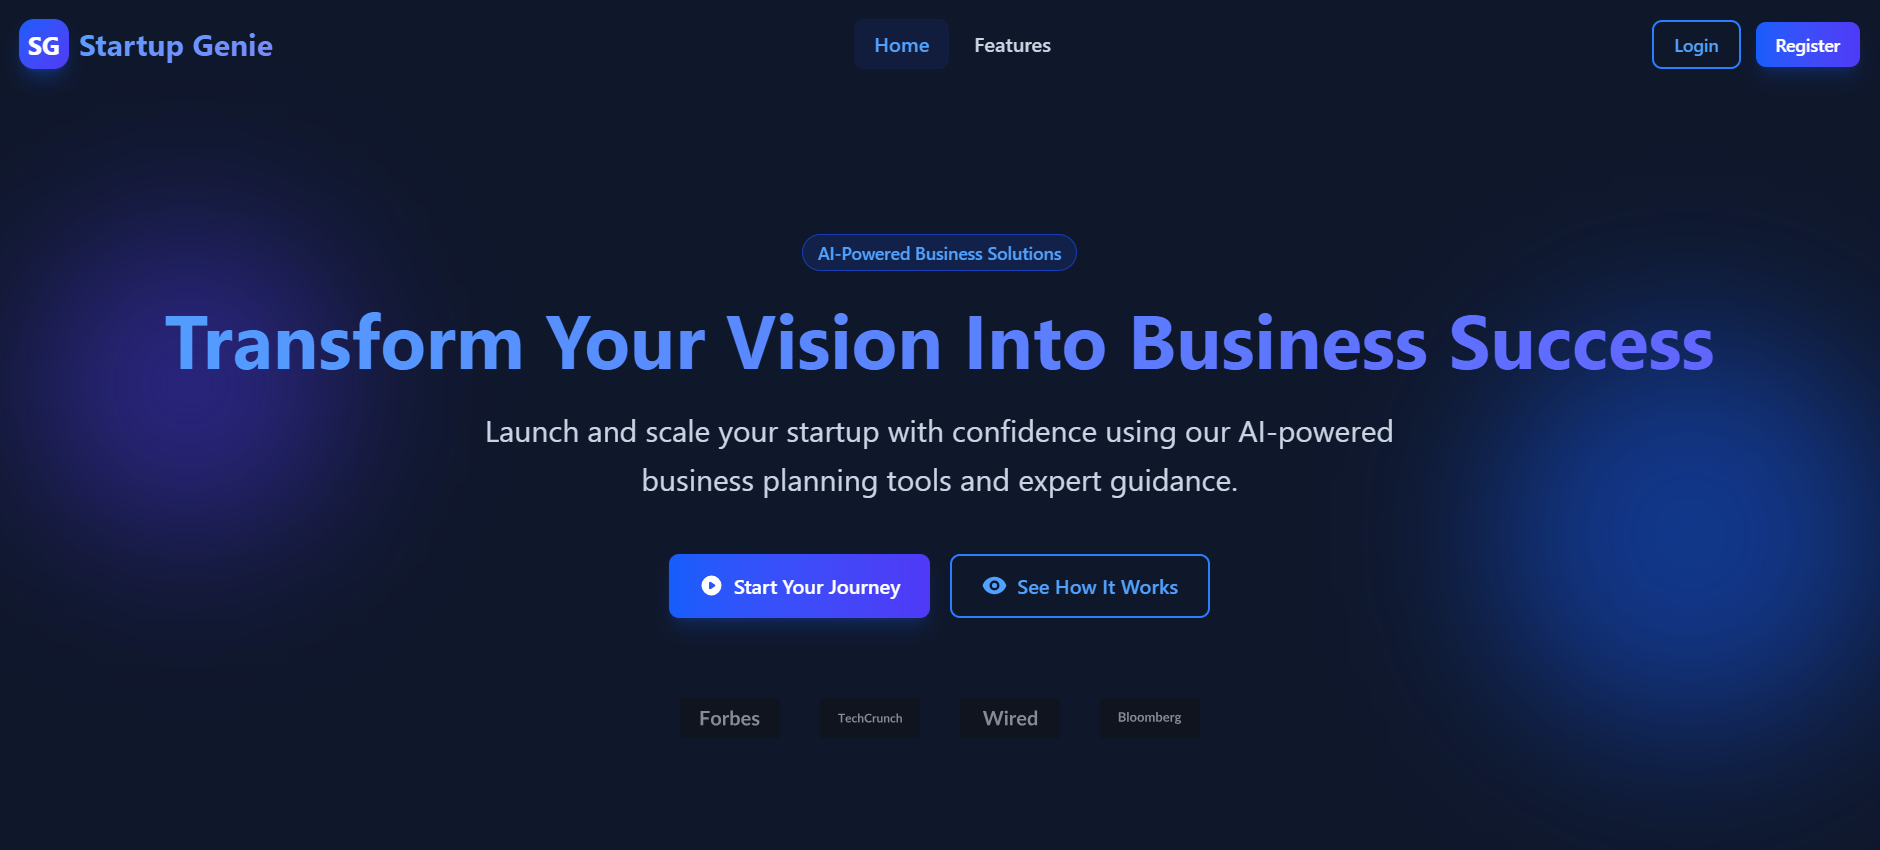 SG Startup Genie
Home
Features
Login
Register
AI-Powered Business Solutions
Transform Your Vision Into Business Success
Launch and scale your startup with confidence using our AI-powered
business planning tools and expert guidance.
Start Your Journey
See How It Works
Forbes
TechCrunch
Wired
Bloomberg